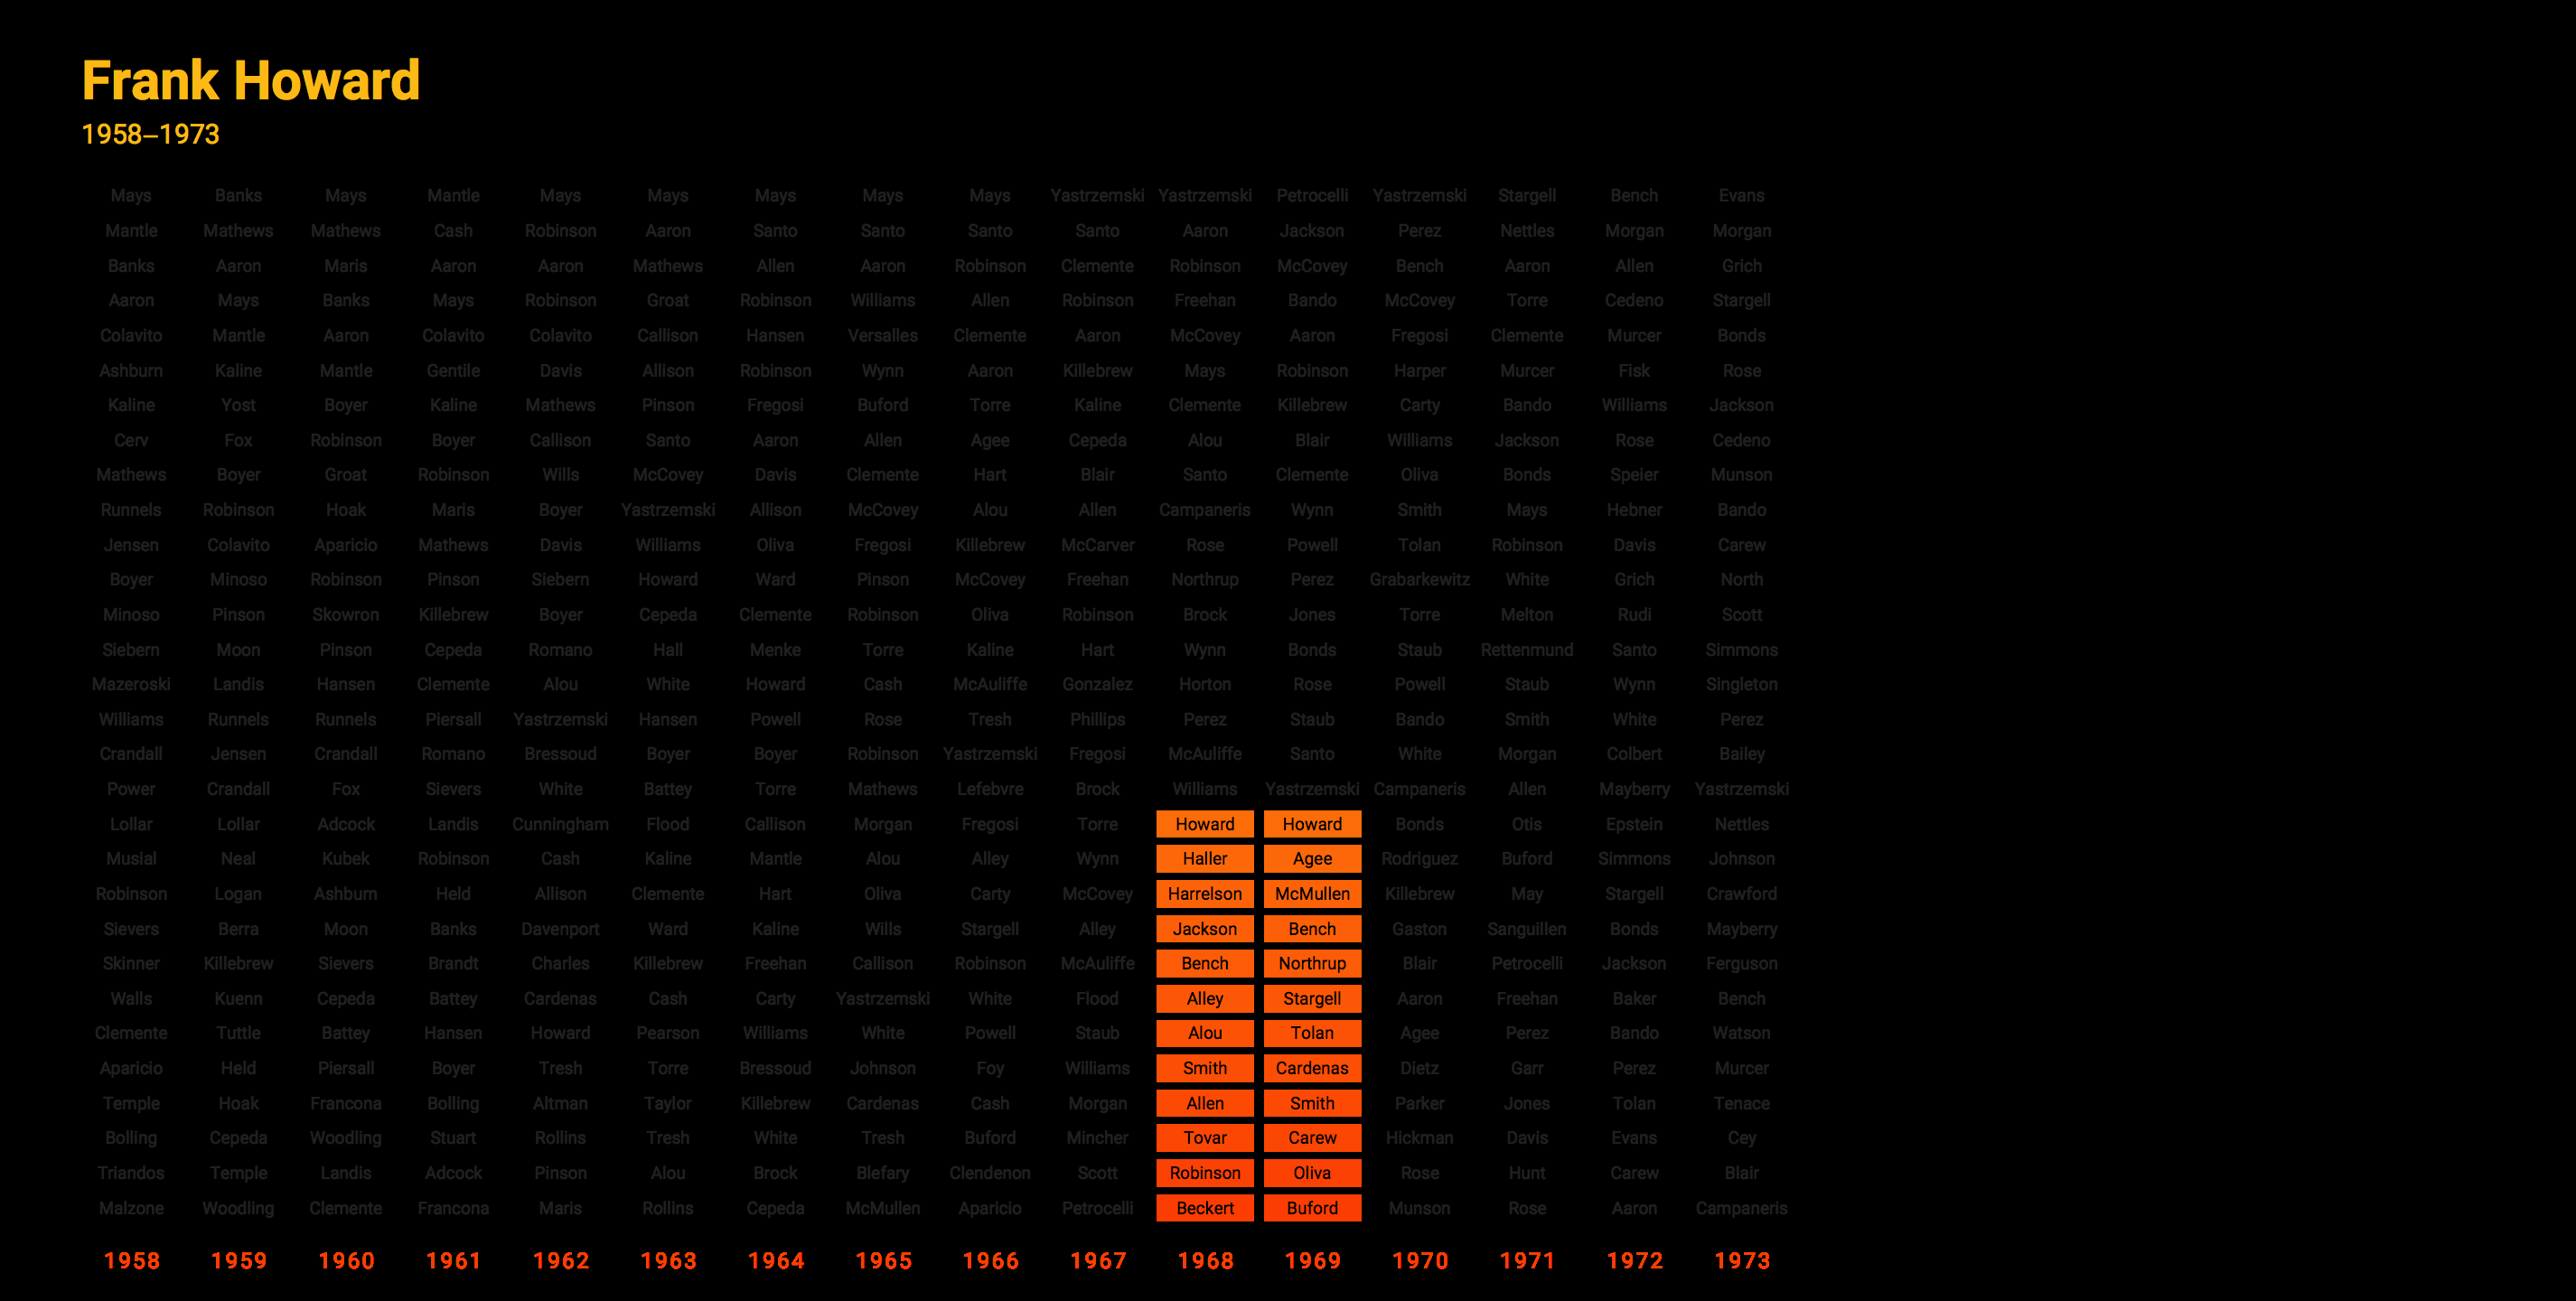 Frank Howard
1958–1973
Mays Banks Mays Mantle Mays Mays Mays Mays Mays Yastrzemski Yastrzemski Petrocelli Yastrzemski Stargell Bench Evans
Mantle Mathews Mathews Cash Robinson Aaron Santo Santo Santo Santo Aaron Jackson Perez Nettles Morgan Morgan
Banks Aaron Maris Aaron Aaron Mathews Allen Aaron Robinson Clemente Robinson McCovey Bench Aaron Allen Grich
Aaron Mays Banks Mays Robinson Groat Robinson Williams Allen Robinson Freehan Bando McCovey Torre Cedeno Stargell
Colavito Mantle Aaron Colavito Colavito Callison Hansen Versalles Clemente Aaron McCovey Aaron Fregosi Clemente Murcer Bonds
Ashburn Kaline Mantle Gentile Davis Allison Robinson Wynn Aaron Killebrew Mays Robinson Harper Murcer Fisk Rose
Kaline Yost Boyer Kaline Mathews Pinson Fregosi Buford Torre Kaline Clemente Killebrew Carty Bando Williams Jackson
Cerv Fox Robinson Boyer Callison Santo Aaron Allen Agee Cepeda Alou Blair Williams Jackson Rose Cedeno
Mathews Boyer Groat Robinson Wills McCovey Davis Clemente Hart Blair Santo Clemente Oliva Bonds Speier Munson
Runnels Robinson Hoak Maris Boyer Yastrzemski Allison McCovey Alou Allen Campaneris Wynn Smith Mays Hebner Bando
Jensen Colavito Aparicio Mathews Davis Williams Oliva Fregosi Killebrew McCarver Rose Powell Tolan Robinson Davis Carew
Boyer Minoso Robinson Pinson Siebern Howard Ward Pinson McCovey Freehan Northrup Perez Grabarkewitz White Grich North
Minoso Pinson Skowron Killebrew Boyer Cepeda Clemente Robinson Oliva Robinson Brock Jones Torre Melton Rudi Scott
Siebern Moon Pinson Cepeda Romano Hall Menke Torre Kaline Hart Wynn Bonds Staub Rettenmund Santo Simmons
Mazeroski Landis Hansen Clemente Alou White Howard Cash McAuliffe Gonzalez Horton Rose Powell Staub Wynn Singleton
Williams Runnels Runnels Piersall Yastrzemski Hansen Powell Rose Tresh Phillips Perez Staub Bando Smith White Perez
Crandall Jensen Crandall Romano Bressoud Boyer Boyer Robinson Yastrzemski Fregosi McAuliffe Santo White Morgan Colbert Bailey
Power Crandall Fox Sievers White Battey Torre Mathews Lefebvre Brock Williams Yastrzemski Campaneris Allen Mayberry Yastrzemski
Lollar Lollar Adcock Landis Cunningham Flood Callison Morgan Fregosi Torre Howard Howard Bonds Otis Epstein Nettles
Musial Neal Kubek Robinson Cash Kaline Mantle Alou Alley Wynn Haller Agee Rodriguez Buford Simmons Johnson
Robinson Logan Ashburn Held Allison Clemente Hart Oliva Carty McCovey Harrelson McMullen Killebrew May Stargell Crawford
Sievers Berra Moon Banks Davenport Ward Kaline Wills Stargell Alley Jackson Bench Gaston Sanguillen Bonds Mayberry
Skinner Killebrew Sievers Brandt Charles Killebrew Freehan Callison Robinson McAuliffe Bench Northrup Blair Petrocelli Jackson Ferguson
Walls Kuenn Cepeda Battey Cardenas Cash Carty Yastrzemski White Flood Alley Stargell Aaron Freehan Baker Bench
Clemente Tuttle Battey Hansen Howard Pearson Williams White Powell Staub Alou Tolan Agee Perez Bando Watson
Aparicio Held Piersall Boyer Tresh Torre Bressoud Johnson Foy Williams Smith Cardenas Dietz Garr Perez Murcer
Temple Hoak Francona Bolling Altman Taylor Killebrew Cardenas Cash Morgan Allen Smith Parker Jones Tolan Tenace
Bolling Cepeda Woodling Stuart Rollins Tresh White Tresh Buford Mincher Tovar Carew Hickman Davis Evans Cey
Triandos Temple Landis Adcock Pinson Alou Brock Blefary Clendenon Scott Robinson Oliva Rose Hunt Carew Blair
Malzone Woodling Clemente Francona Maris Rollins Cepeda McMullen Aparicio Petrocelli Beckert Buford Munson Rose Aaron Campaneris
1958 1959 1960 1961 1962 1963 1964 1965 1966 1967 1968 1969 1970 1971 1972 1973